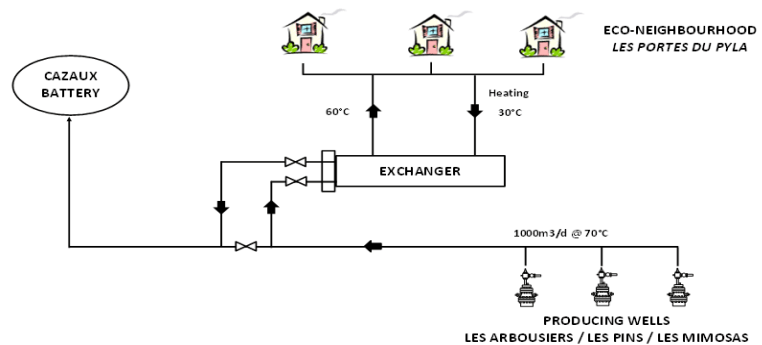 ECO-NEIGHBOURHOOD
LES PORTES DU PYLA
CAZAUX
BATTERY
60°C
Heating
30°C
EXCHANGER
1000m3/d @ 70°C
PRODUCING WELLS
LES ARBOUSIERS / LES PINS / LES MIMOSAS